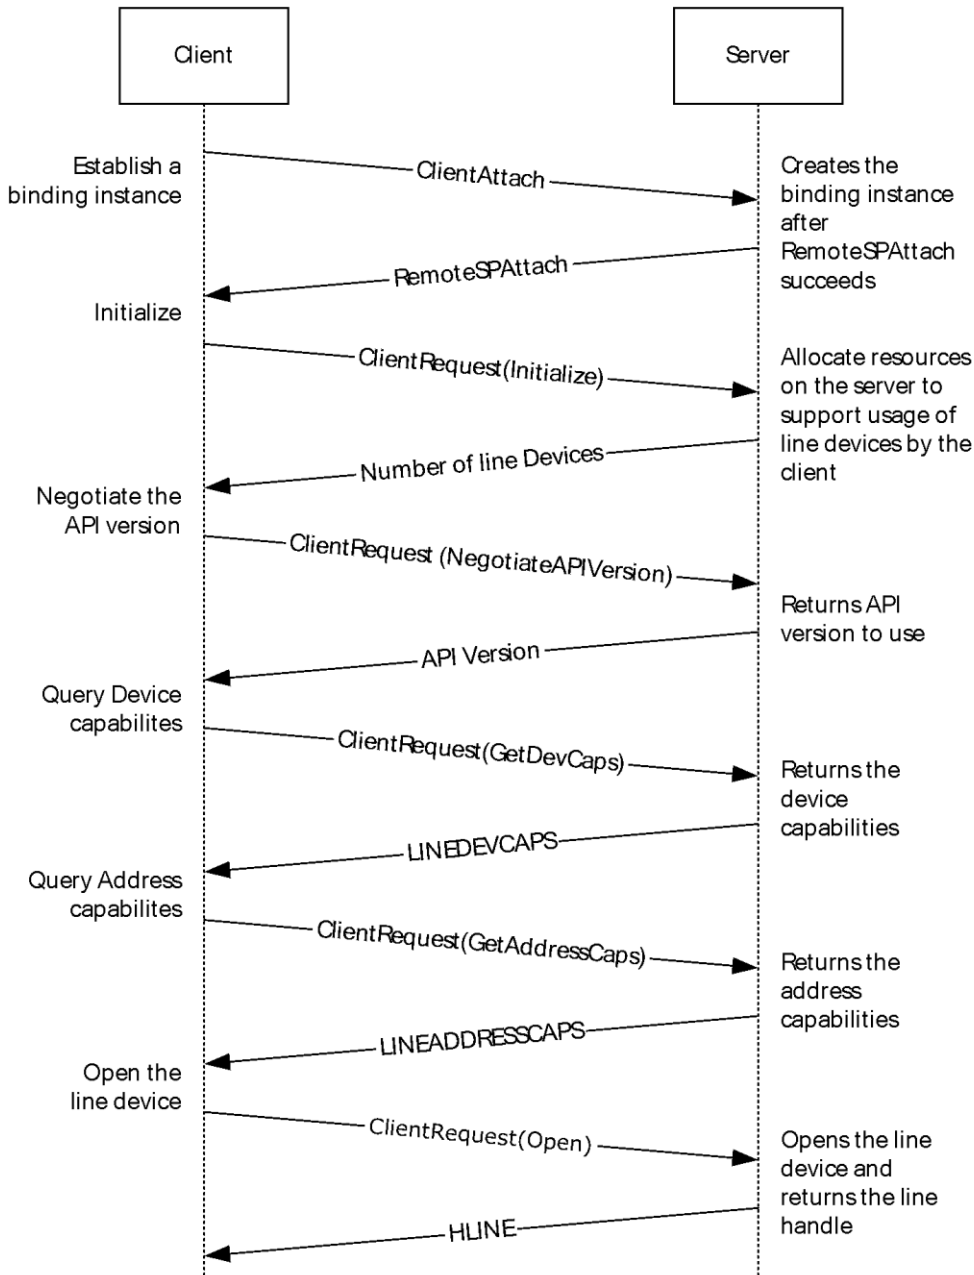 Client
Server
Establish a
binding instance
ClientAttach
Creates the
binding instance
after
RemoteSPAttach
succeeds
RemoteSPAttach
Initialize
ClientRequest(Initialize)
Allocate resources
on the server to
support usage of
line devices by the
client
Number of line Devices
Negotiate the
API version
ClientRequest (NegotiateAPIVersion)
Returns API
version to use
API Version
Query Device
capabilites
ClientRequest(GetDevCaps)
Returns the
device
capabilities
LINEDEVCAPS
Query Address
capabilites
ClientRequest(GetAddressCaps)
Returns the
address
capabilities
LINEADDRESSCAPS
Open the
line device
ClientRequest(Open)
Opens the line
device and
returns the line
handle
HLINE